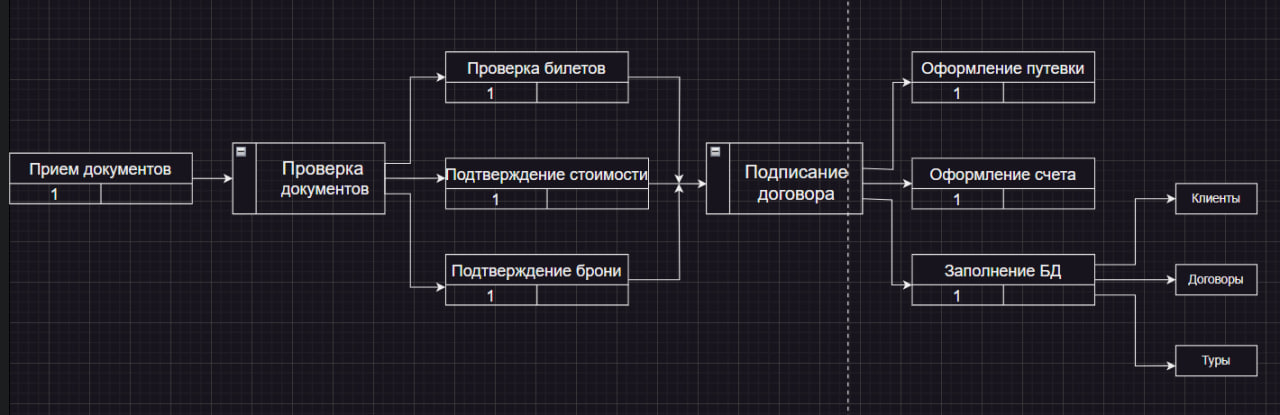 Прием документов
1
Проверка
документов
Проверка билетов
1
Подтверждение стоимости
1
Подтверждение брони
1
Подписание
договора
Оформление путевки
1
Оформление счета
1
Заполнение БД
1
Клиенты
Договоры
Туры